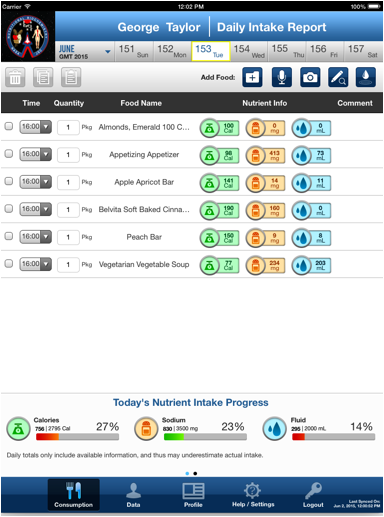 Carrier
12:02 PM
100%
George Taylor | Daily Intake Report
JUNE
GMT 2015
151 Sun
152 Mon
153 Tue
154 Wed
155 Thu
156 Fri
157 Sat
Add Food:
Time Quantity Food Name Nutrient Info Comment
16:00 1 Pkg Almonds, Emerald 100 C... 100 Cal 0 mg 0 mL
16:00 1 Pkg Appetizing Appetizer 98 Cal 413 mg 73 mL
16:00 1 Pkg Apple Apricot Bar 141 Cal 14 mg 11 mL
16:00 1 Pkg Belvita Soft Baked Cinna... 190 Cal 160 mg 0 mL
16:00 1 Pkg Peach Bar 150 Cal 9 mg 8 mL
16:00 1 Pkg Vegetarian Vegetable Soup 77 Cal 234 mg 203 mL
Today's Nutrient Intake Progress
Calories
756 | 2795 Cal 27%
Sodium
830 | 3500 mg 23%
Fluid
295 | 2000 mL 14%
Daily totals only include available information, and thus may underestimate actual intake.
Consumption
Data
Profile
Help / Settings
Logout
Last Synced On:
Jun 2, 2015, 12:00:02 PM